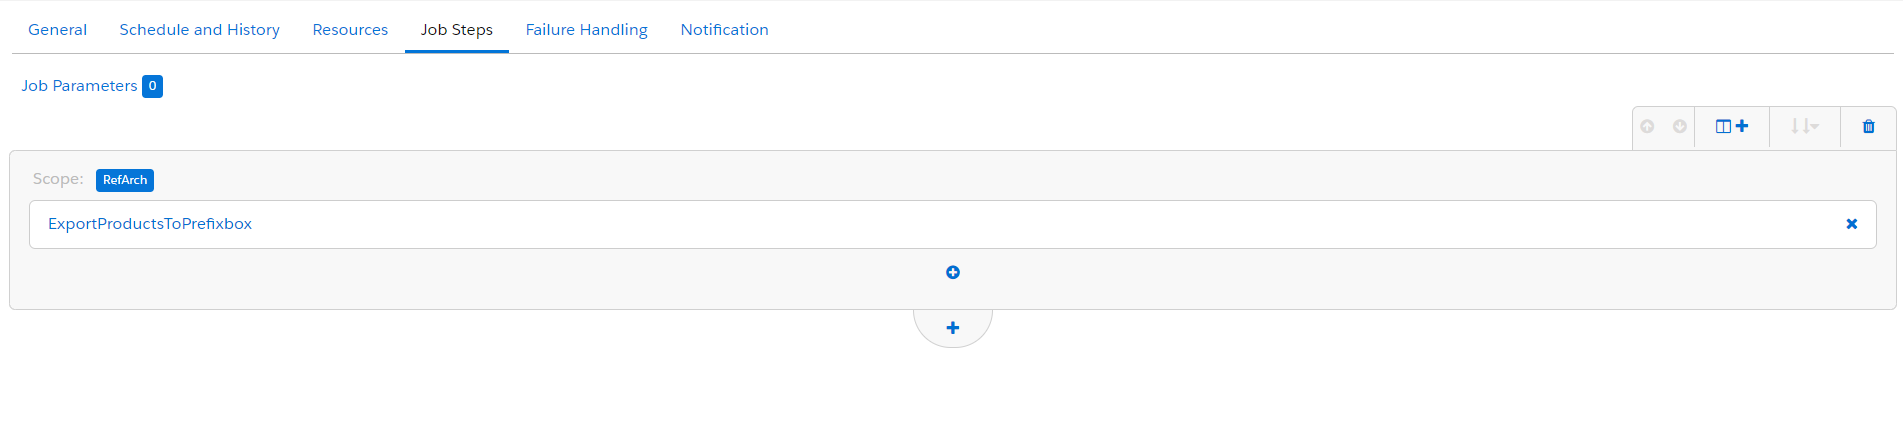 General Schedule and History Resources Job Steps Failure Handling Notification
Job Parameters 0
Scope: RefArch
ExportProductsToPrefixbox